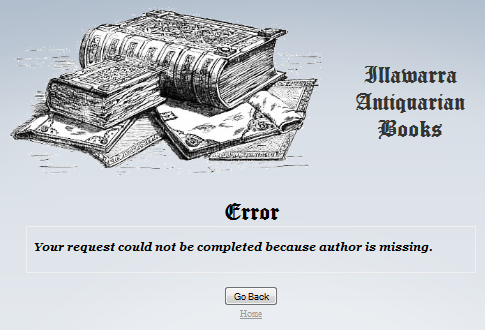 Illawarra
Antiquarian
Books
Error
Your request could not be completed because author is missing.
Go Back
Home